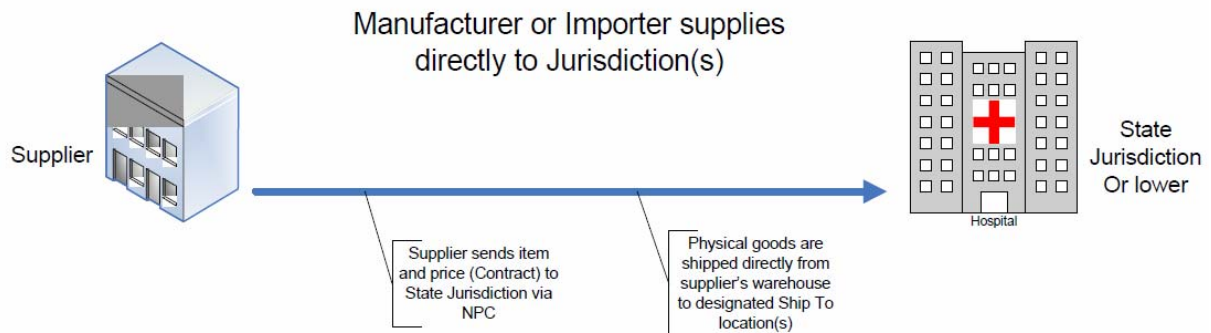 Manufacturer or Importer supplies
directly to Jurisdiction(s)
Supplier
State
Jurisdiction
Or lower
Hospital
Supplier sends item
and price (Contract) to
State Jurisdiction via
NPC
Physical goods are
shipped directly from
supplier's warehouse
to designated Ship To
location(s)